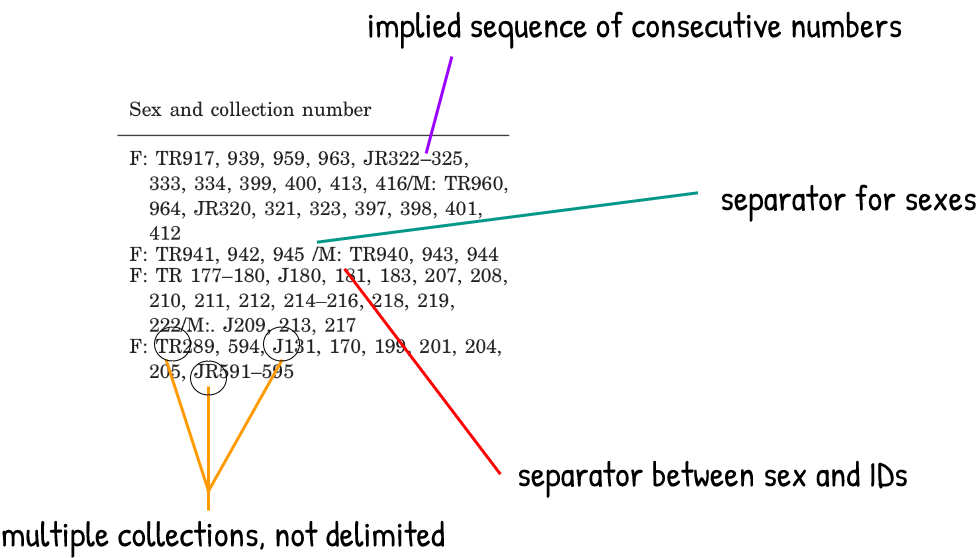 implied sequence of consecutive numbers
Sex and collection number
F: TR917, 939, 959, 963, JR322–325,
333, 334, 399, 400, 413, 416/M: TR960,
964, JR320, 321, 323, 397, 398, 401,
412
separator for sexes
F: TR941, 942, 945 /M: TR940, 943, 944
F: TR 177–180, J180, 181, 183, 207, 208,
210, 211, 212, 214–216, 218, 219,
222/M:. J209, 213, 217
F: TR289, 594, J131, 170, 199, 201, 204,
205, JR591–595
separator between sex and IDs
multiple collections, not delimited